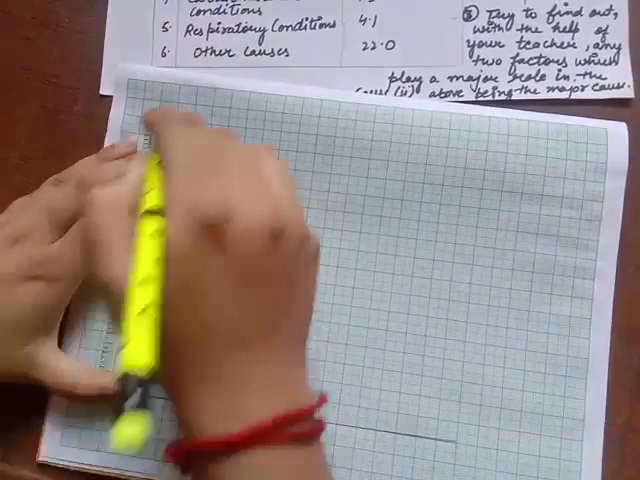 conditions
5. Respiratory Conditions 4.1
6. Other causes 22.0
③ Try to find out,
with the help of
your teacher, any
two factors which
play a major role in the
(ii) above being the major cause.